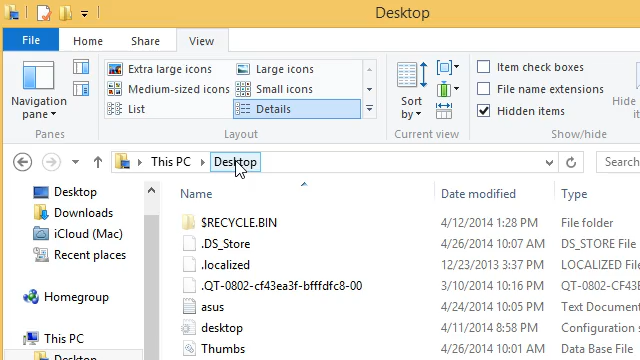 Desktop
File Home Share View
Extra large icons Large icons
Medium-sized icons Small icons
List Details
Navigation pane
Sort by
Item check boxes
File name extensions
Hidden items
Hide
Panes Layout Current view Show/hide
This PC Desktop Search
Name Date modified Type
Desktop
Downloads
iCloud (Mac)
Recent places
Homegroup
This PC
Desktop
$RECYCLE.BIN 4/12/2014 1:28 PM File folder
.DS_Store 4/26/2014 10:07 AM DS_STORE File
.localized 12/23/2013 3:37 PM LOCALIZED File
.QT-0802-cf43ea3f-bfffdfc8-00 3/10/2014 10:16 PM QT-0802-CF43E
asus 4/24/2014 10:05 PM Text Document
desktop 4/11/2014 8:58 PM Configuration s
Thumbs 4/26/2014 10:01 AM Data Base File